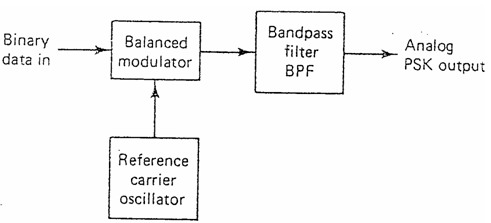 Binary
data in
Balanced
modulator
Bandpass
filter
BPF
Analog
PSK output
Reference
carrier
oscillator